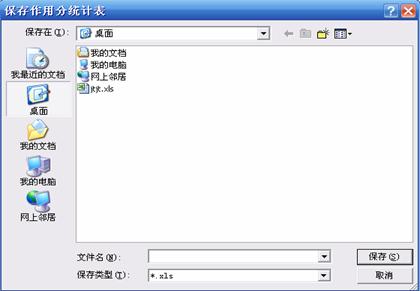 保存作用分统计表
保存在(I): 桌面
我最近的文档
桌面
我的文档
我的电脑
网上邻居
我的文档
我的电脑
网上邻居
jtjt.xls
文件名(N): 保存(S)
保存类型(T): *.xls 取消